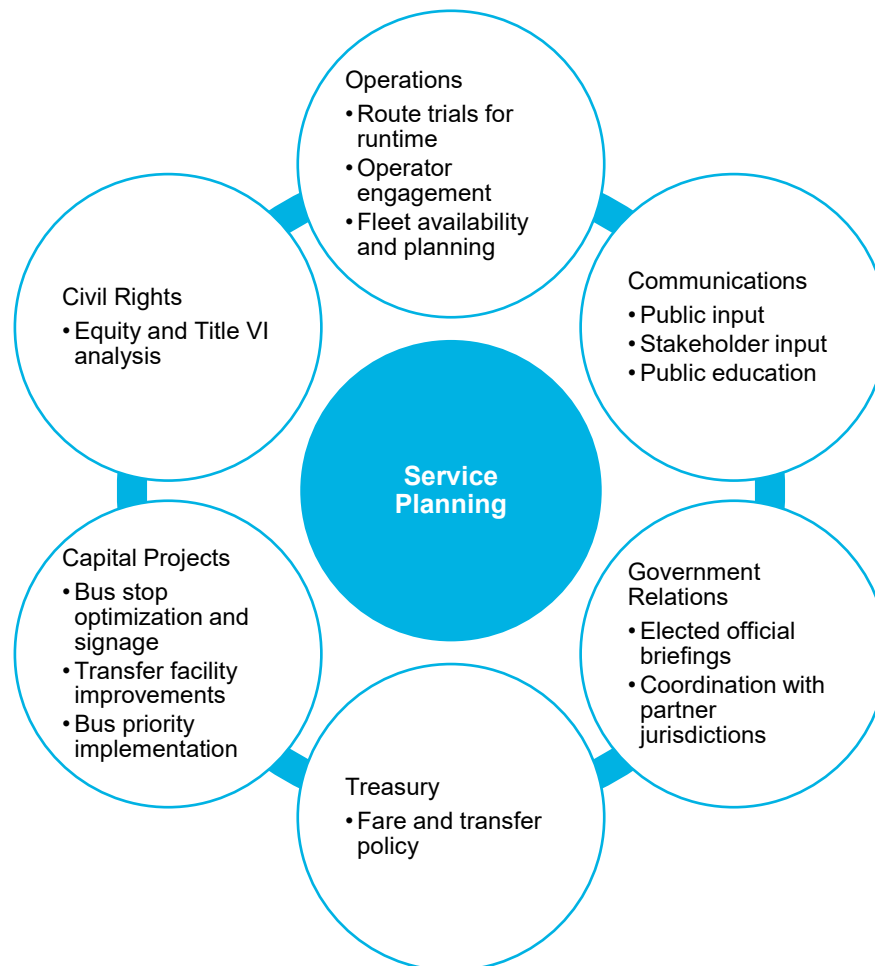 Operations
• Route trials for
runtime
• Operator
engagement
• Fleet availability
and planning
Communications
• Public input
• Stakeholder input
• Public education
Government
Relations
• Elected official
briefings
• Coordination with
partner
jurisdictions
Treasury
• Fare and transfer
policy
Capital Projects
• Bus stop
optimization and
signage
• Transfer facility
improvements
• Bus priority
implementation
Civil Rights
• Equity and Title VI
analysis
Service
Planning